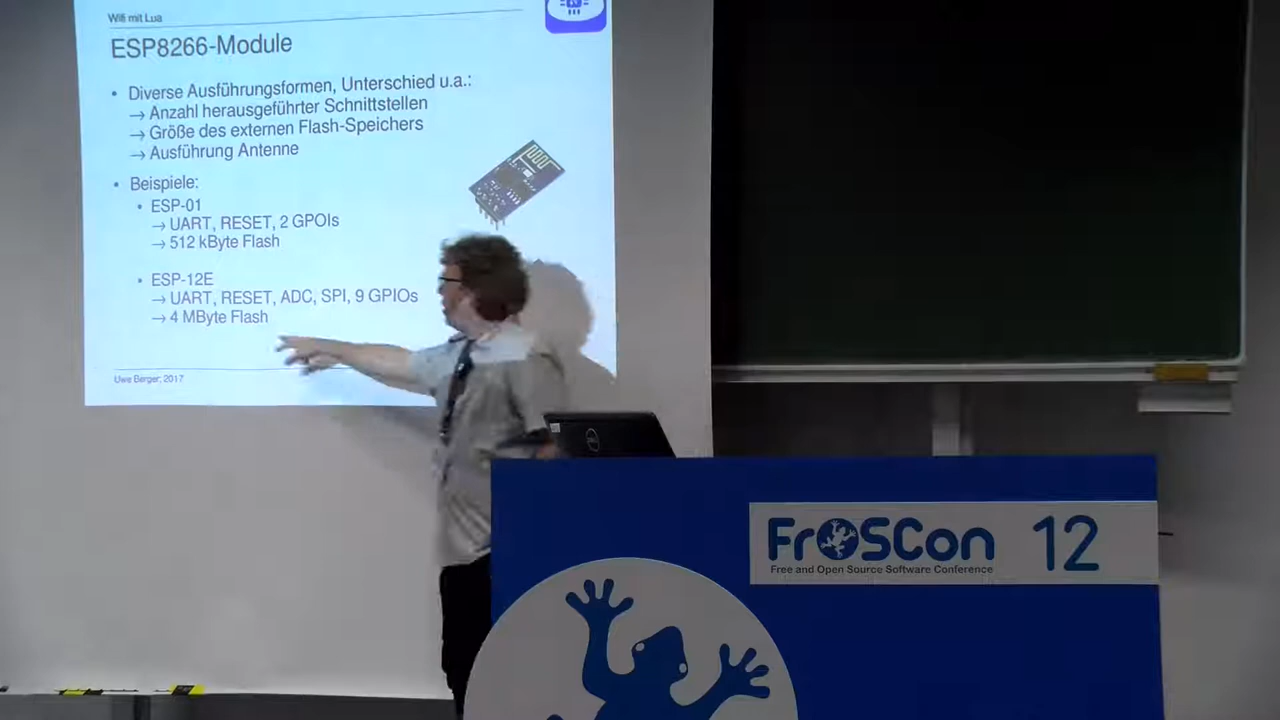 Wifi mit Lua
ESP8266-Module
• Diverse Ausführungsformen, Unterschied u.a.:
→ Anzahl herausgeführter Schnittstellen
→ Größe des externen Flash-Speichers
→ Ausführung Antenne
• Beispiele:
• ESP-01
→ UART, RESET, 2 GPOIs
→ 512 kByte Flash
• ESP-12E
→ UART, RESET, ADC, SPI, 9 GPIOs
→ 4 MByte Flash
Uwe Berger; 2017
DELL
FrOSCon 12
Free and Open Source Software Conference